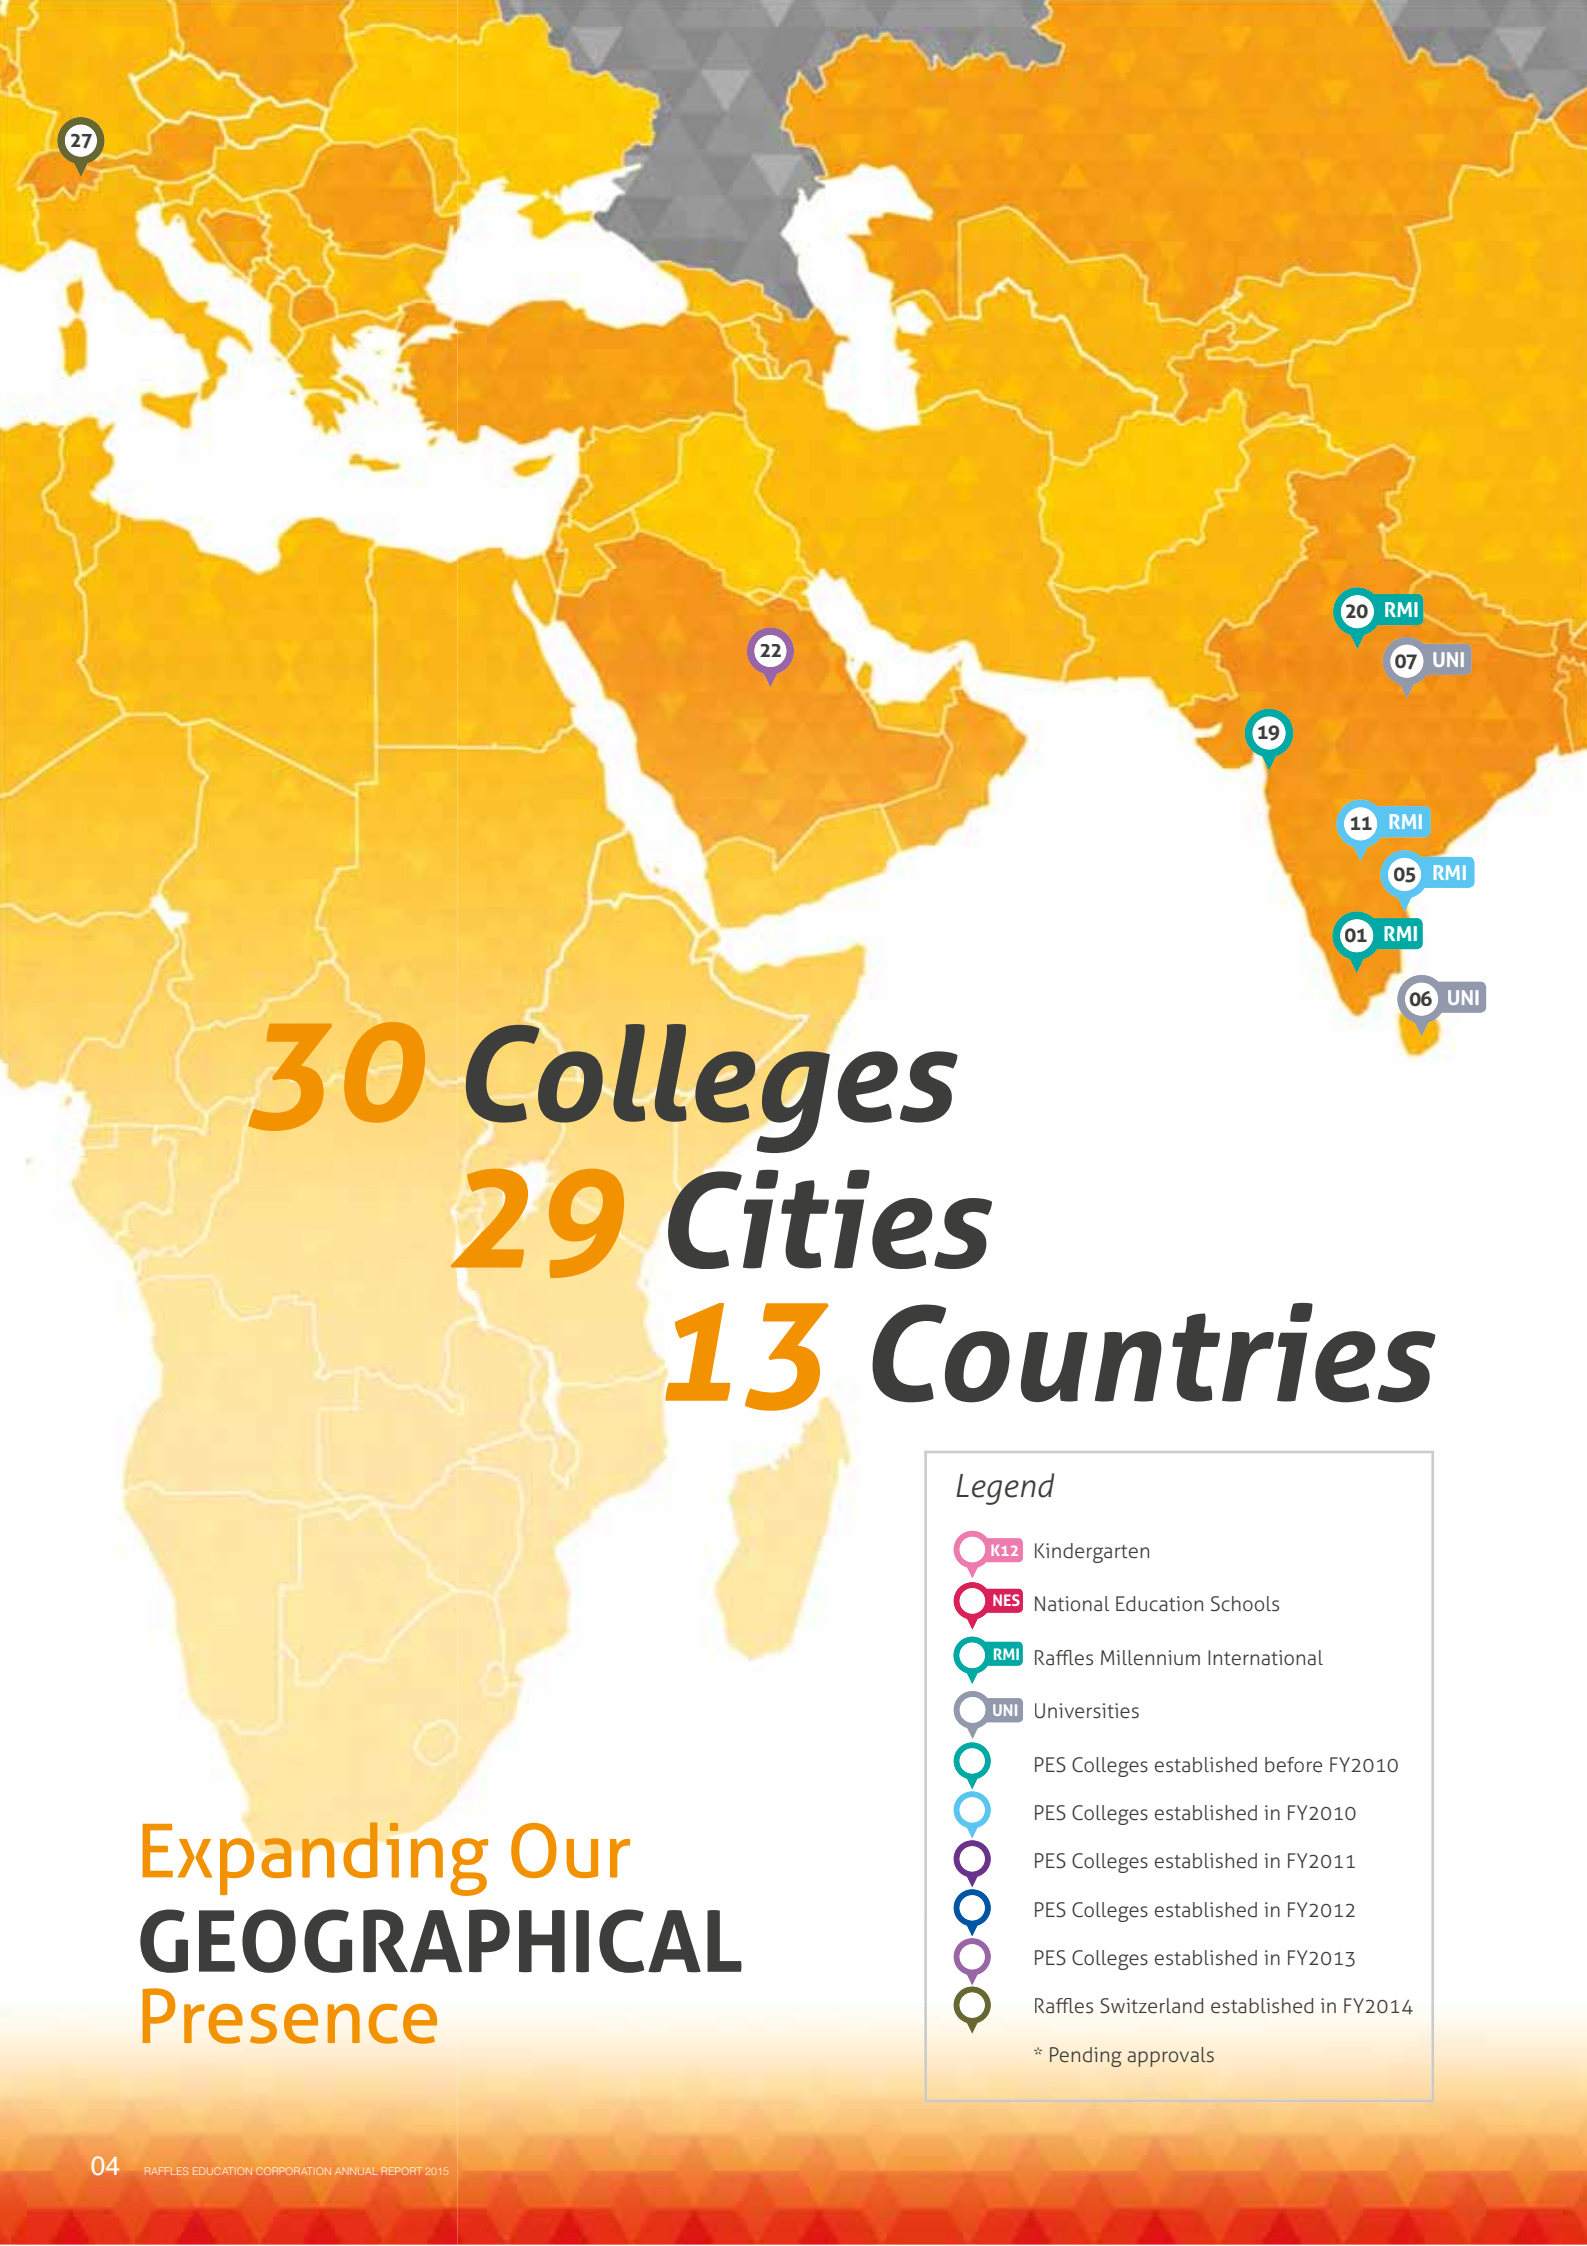 27
20 RMI
22
07 UNI
19
11 RMI
05 RMI
01 RMI
06 UNI
30 Colleges
29 Cities
13 Countries
Legend
K12 Kindergarten
NES National Education Schools
RMI Raffles Millennium International
UNI Universities
PES Colleges established before FY2010
PES Colleges established in FY2010
PES Colleges established in FY2011
PES Colleges established in FY2012
PES Colleges established in FY2013
Raffles Switzerland established in FY2014
* Pending approvals
Expanding Our
GEOGRAPHICAL
Presence
04 RAFFLES EDUCATION CORPORATION ANNUAL REPORT 2015